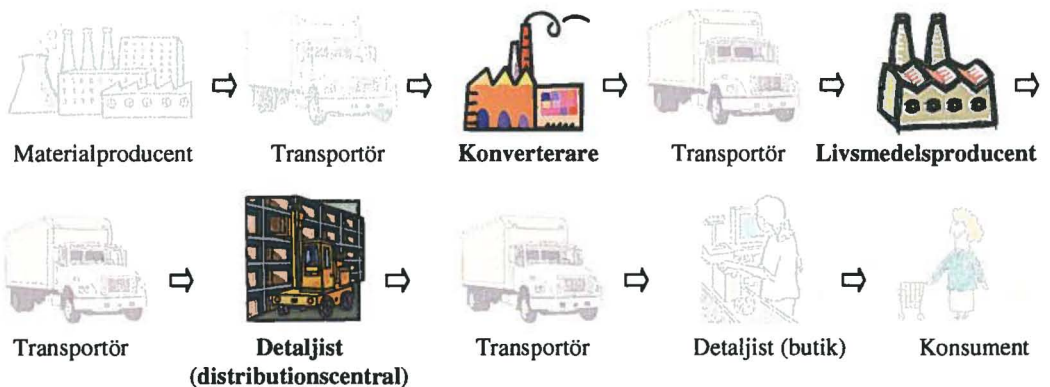 Materialproducent
Transportör
Konverterare
Transportör
Livsmedelsproducent
Transportör
Detaljist
(distributionscentral)
Transportör
Detaljist (butik)
Konsument